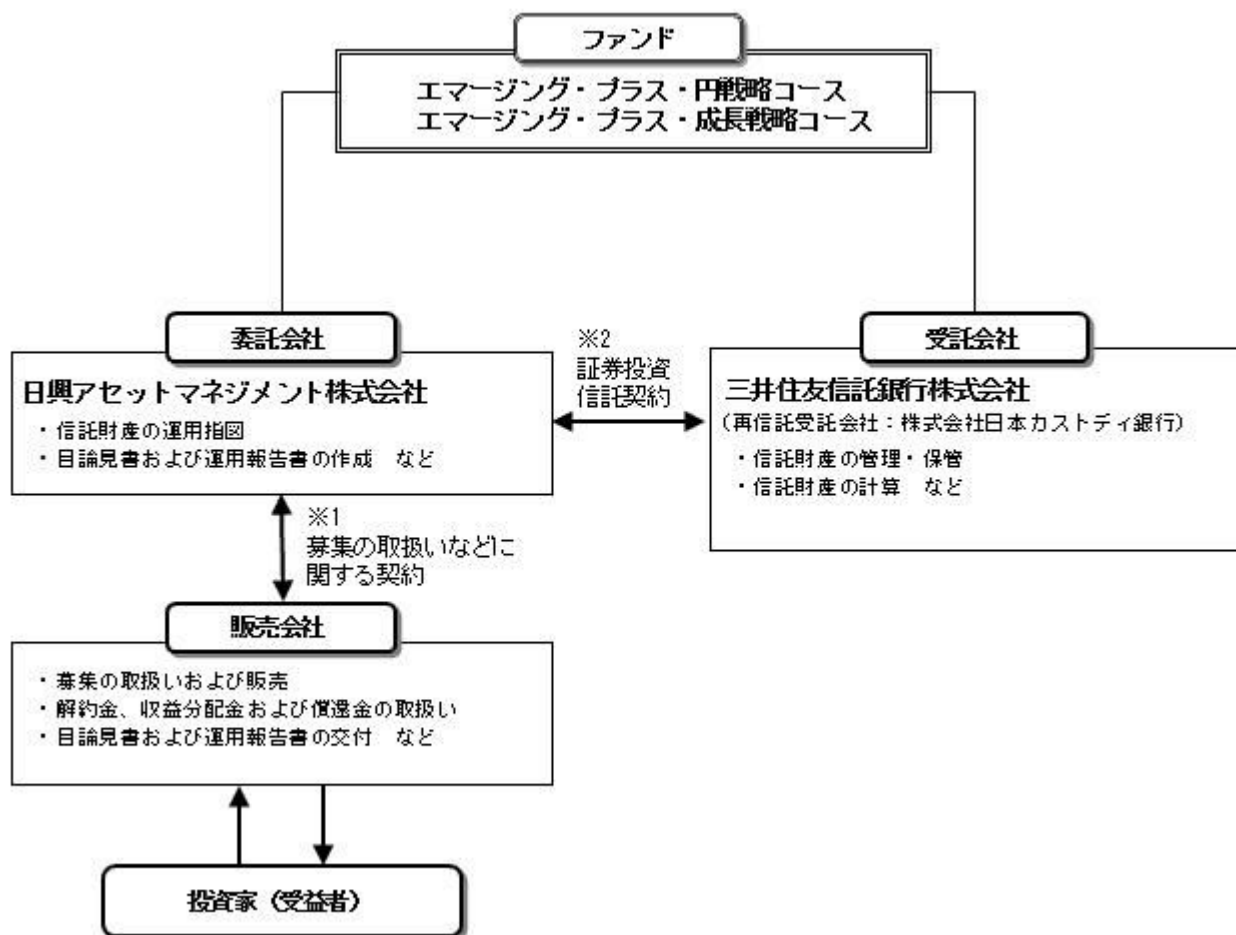 ファンド
エマージング・プラス・円戦略コース
エマージング・プラス・成長戦略コース
委託会社
日興アセットマネジメント株式会社
・信託財産の運用指図
・目論見書および運用報告書の作成　など
※2
証券投資
信託契約
受託会社
三井住友信託銀行株式会社
(再信託受託会社：株式会社日本カストディ銀行)
・信託財産の管理・保管
・信託財産の計算　など
※1
募集の取扱いなどに
関する契約
販売会社
・募集の取扱いおよび販売
・解約金、収益分配金および償還金の取扱い
・目論見書および運用報告書の交付　など
投資家（受益者）